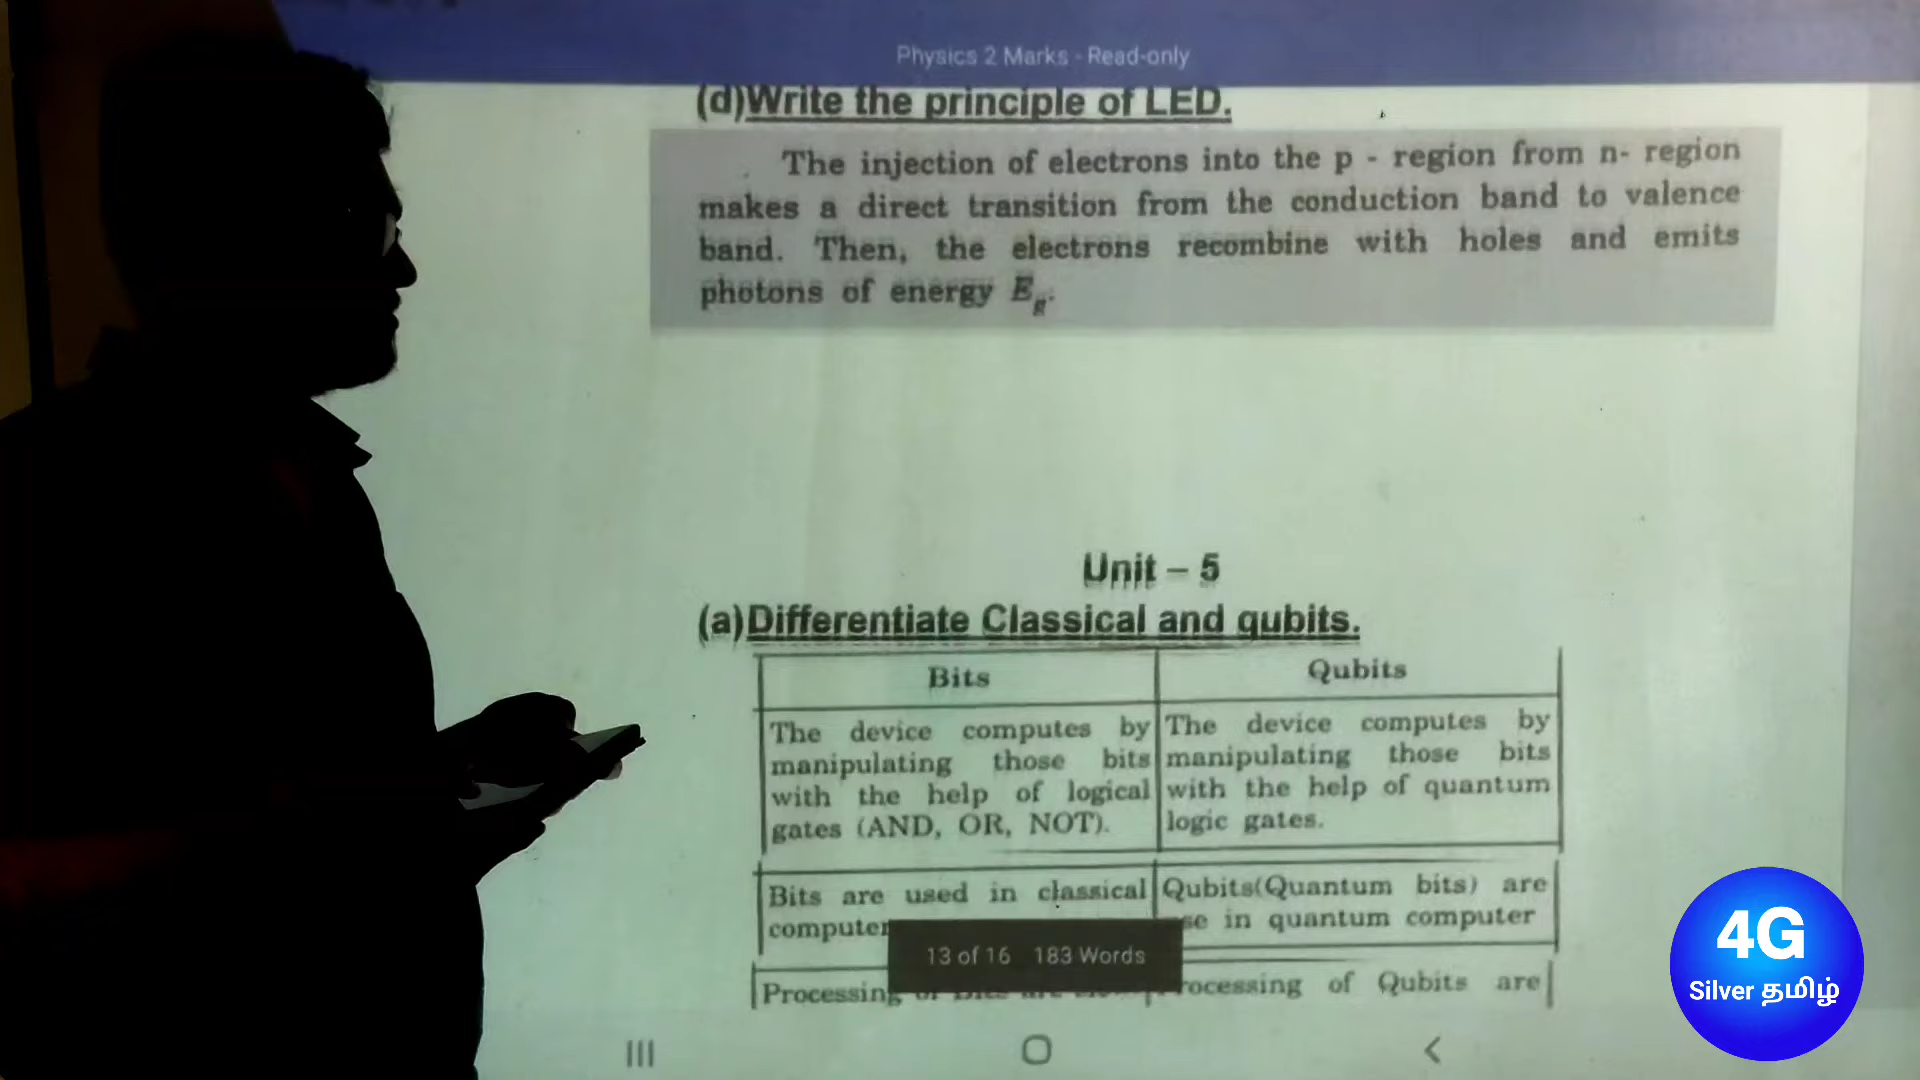 Physics 2 Marks - Read-only
(d)Write the principle of LED.
The injection of electrons into the p - region from n- region
makes a direct transition from the conduction band to valence
band. Then, the electrons recombine with holes and emits
photons of energy Eg.
Unit – 5
(a)Differentiate Classical and qubits.
Bits
Qubits
The device computes by
manipulating those bits
with the help of logical
gates (AND, OR, NOT).
The device computes by
manipulating those bits
with the help of quantum
logic gates.
Bits are used in classical
computer
Qubits(Quantum bits) are
in quantum computer
13 of 16 183 Words
Processing
of Qubits are
4G
Silver தமிழ்